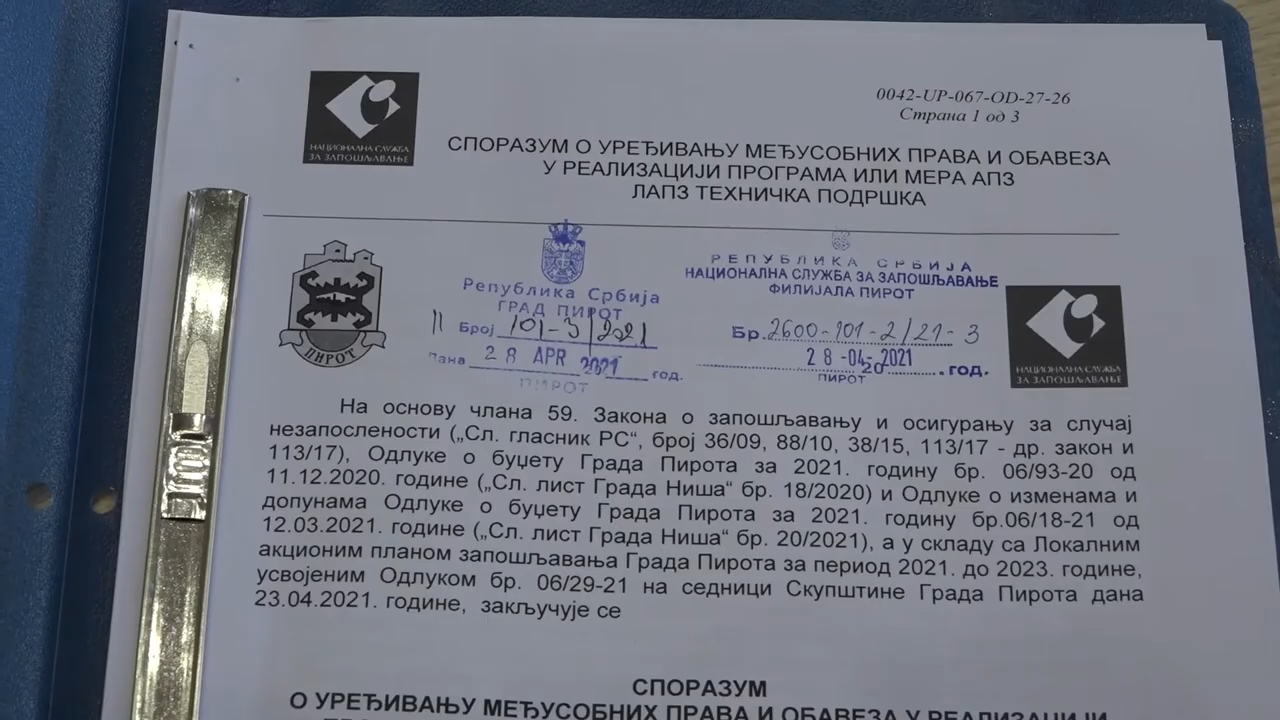 0042-UP-067-OD-27-26
Страна 1 од 3
НАЦИОНАЛНА СЛУЖБА
ЗА ЗАПОШЉАВАЊЕ
СПОРАЗУМ О УРЕЂИВАЊУ МЕЂУСОБНИХ ПРАВА И ОБАВЕЗА
У РЕАЛИЗАЦИЈИ ПРОГРАМА ИЛИ МЕРА АПЗ
ЛАПЗ ТЕХНИЧКА ПОДРШКА
ПИРОТ
Република Србија
ГРАД ПИРОТ
II Број 101-3/2021
Дана 28 APR 2021 год.
ПИРОТ
РЕПУБЛИКА СРБИЈА
НАЦИОНАЛНА СЛУЖБА ЗА ЗАПОШЉАВАЊЕ
ФИЛИЈАЛА ПИРОТ
Бр. 2600-101-2/21-3
28-04-2021
20 год.
ПИРОТ
НАЦИОНАЛНА СЛУЖБА
ЗА ЗАПОШЉАВАЊЕ
На основу члана 59. Закона о запошљавању и осигурању за случај
незапослености („Сл. гласник РС“, број 36/09, 88/10, 38/15, 113/17 - др. закон и
113/17), Одлуке о буџету Града Пирота за 2021. годину бр. 06/93-20 од
11.12.2020. године („Сл. лист Града Ниша“ бр. 18/2020) и Одлуке о изменама и
допунама Одлуке о буџету Града Пирота за 2021. годину бр.06/18-21 од
12.03.2021. године („Сл. лист Града Ниша“ бр. 20/2021), а у складу са Локалним
акционим планом запошљавања Града Пирота за период 2021. до 2023. године,
усвојеним Одлуком бр. 06/29-21 на седници Скупштине Града Пирота дана
23.04.2021. године, закључује се
СПОРАЗУМ
О УРЕЂИВАЊУ МЕЂУСОБНИХ ПРАВА И ОБАВЕЗА У РЕАЛИЗАЦИЈИ